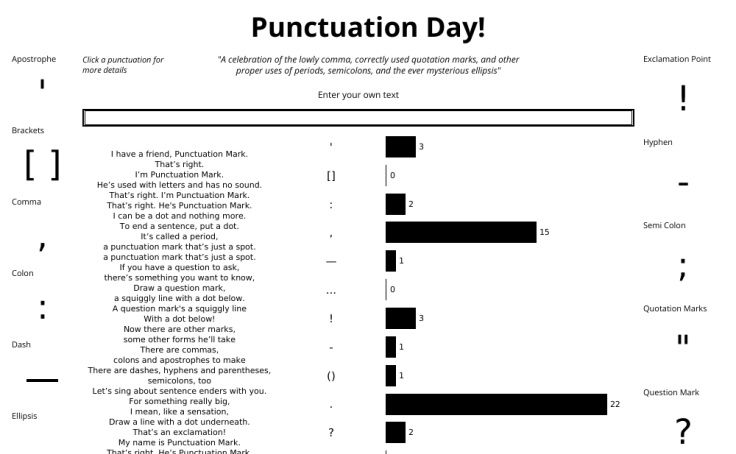 Punctuation Day!
Apostrophe
'
Brackets
[ ]
Comma
,
Colon
:
Dash
—
Ellipsis
Click a punctuation for
more details
"A celebration of the lowly comma, correctly used quotation marks, and other
proper uses of periods, semicolons, and the ever mysterious ellipsis"
Enter your own text
I have a friend, Punctuation Mark.
That's right.
I'm Punctuation Mark.
He's used with letters and has no sound.
That's right. I'm Punctuation Mark.
That's right. He's Punctuation Mark.
I can be a dot and nothing more.
To end a sentence, put a dot.
It's called a period,
a punctuation mark that's just a spot.
a punctuation mark that's just a spot.
If you have a question to ask,
there's something you want to know,
Draw a question mark,
a squiggly line with a dot below.
A question mark's a squiggly line
With a dot below!
Now there are other marks,
some other forms he'll take
There are commas,
colons and apostrophes to make
There are dashes, hyphens and parentheses,
semicolons, too
Let's sing about sentence enders with you.
For something really big,
I mean, like a sensation,
Draw a line with a dot underneath.
That's an exclamation!
My name is Punctuation Mark.
That's right. He's Punctuation Mark.
' 3
[] 0
: 2
, 15
— 1
... 0
! 3
- 1
() 1
. 22
? 2
Exclamation Point
!
Hyphen
-
Semi Colon
;
Quotation Marks
"
Question Mark
?